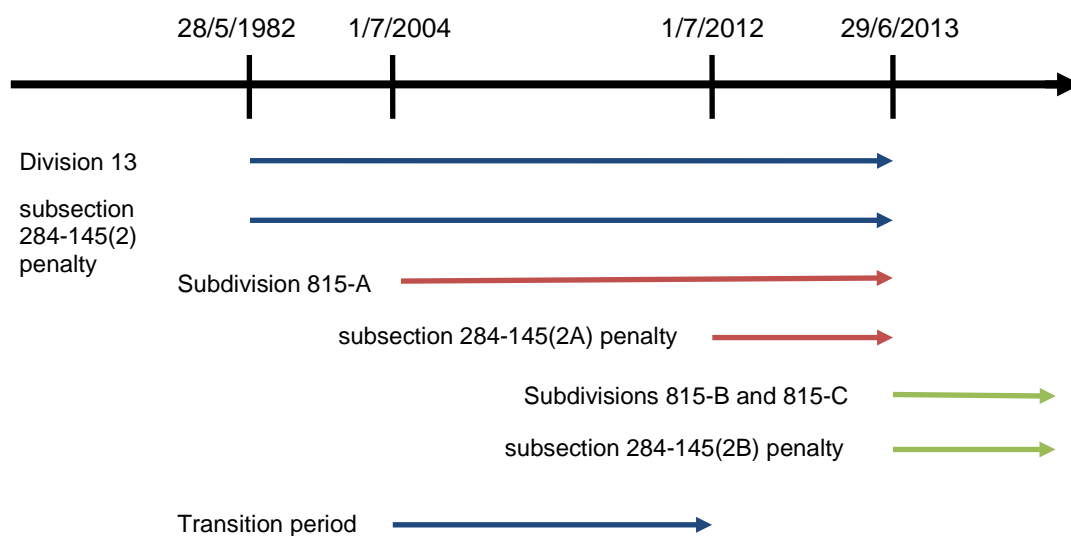 28/5/1982 1/7/2004 1/7/2012 29/6/2013
Division 13
subsection
284-145(2)
penalty
Subdivision 815-A
subsection 284-145(2A) penalty
Subdivisions 815-B and 815-C
subsection 284-145(2B) penalty
Transition period